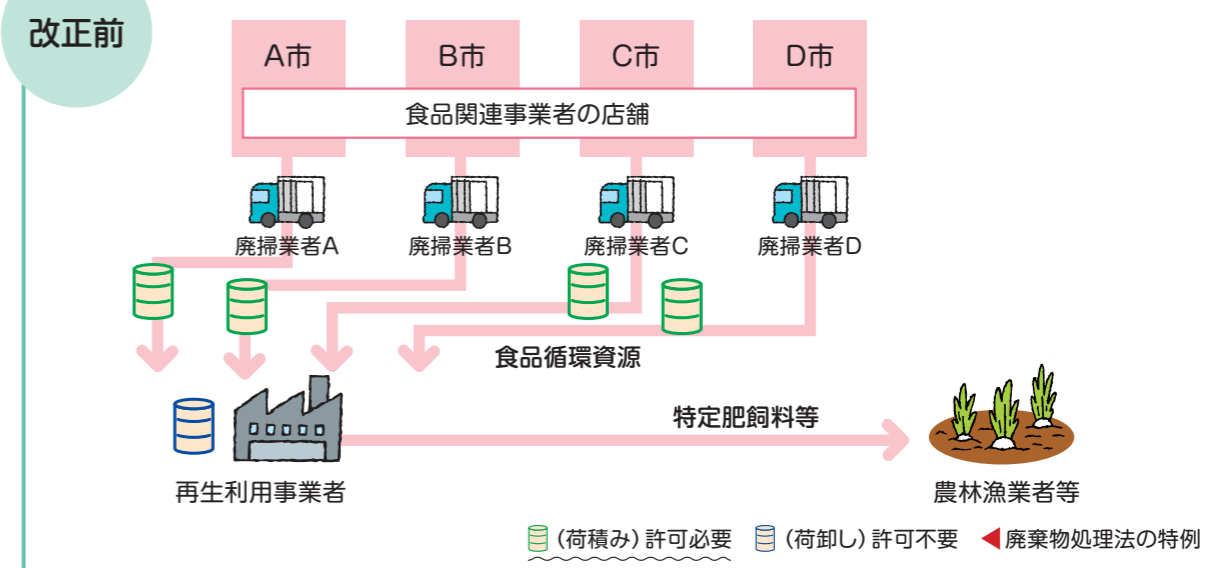 改正前
A市
B市
C市
D市
食品関連事業者の店舗
廃掃業者A
廃掃業者B
廃掃業者C
廃掃業者D
食品循環資源
特定肥飼料等
再生利用事業者
農林漁業者等
（荷積み）許可必要 （荷卸し）許可不要 ◀廃棄物処理法の特例